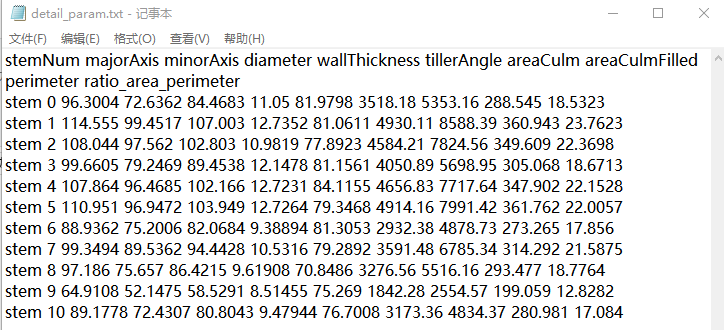 detail_param.txt - 记事本
文件(F) 编辑(E) 格式(O) 查看(V) 帮助(H)
stemNum majorAxis minorAxis diameter wallThickness tillerAngle areaCulm areaCulmFilled
perimeter ratio_area_perimeter
stem 0 96.3004 72.6362 84.4683 11.05 81.9798 3518.18 5353.16 288.545 18.5323
stem 1 114.555 99.4517 107.003 12.7352 81.0611 4930.11 8588.39 360.943 23.7623
stem 2 108.044 97.562 102.803 10.9819 77.8923 4584.21 7824.56 349.609 22.3698
stem 3 99.6605 79.2469 89.4538 12.1478 81.1561 4050.89 5698.95 305.068 18.6713
stem 4 107.864 96.4685 102.166 12.7231 84.1155 4656.83 7717.64 347.902 22.1528
stem 5 110.951 96.9472 103.949 12.7264 79.3468 4914.16 7991.42 361.762 22.0057
stem 6 88.9362 75.2006 82.0684 9.38894 81.3053 2932.38 4878.73 273.265 17.856
stem 7 99.3494 89.5362 94.4428 10.5316 79.2892 3591.48 6785.34 314.292 21.5875
stem 8 97.186 75.657 86.4215 9.61908 70.8486 3276.56 5516.16 293.477 18.7764
stem 9 64.9108 52.1475 58.5291 8.51455 75.269 1842.28 2554.57 199.059 12.8282
stem 10 89.1778 72.4307 80.8043 9.47944 76.7008 3173.36 4834.37 280.981 17.084